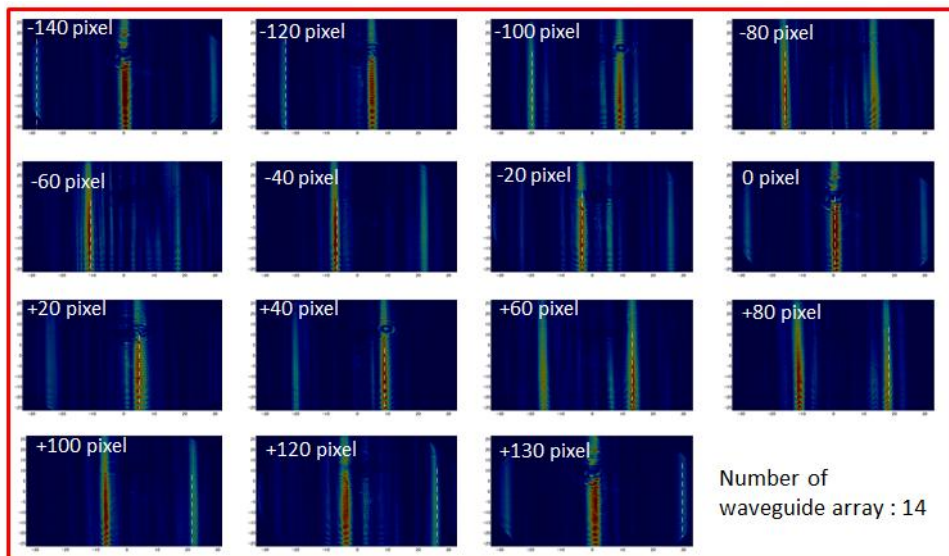 -140 pixel
-120 pixel
-100 pixel
-80 pixel
-60 pixel
-40 pixel
-20 pixel
0 pixel
+20 pixel
+40 pixel
+60 pixel
+80 pixel
+100 pixel
+120 pixel
+130 pixel
Number of
waveguide array : 14